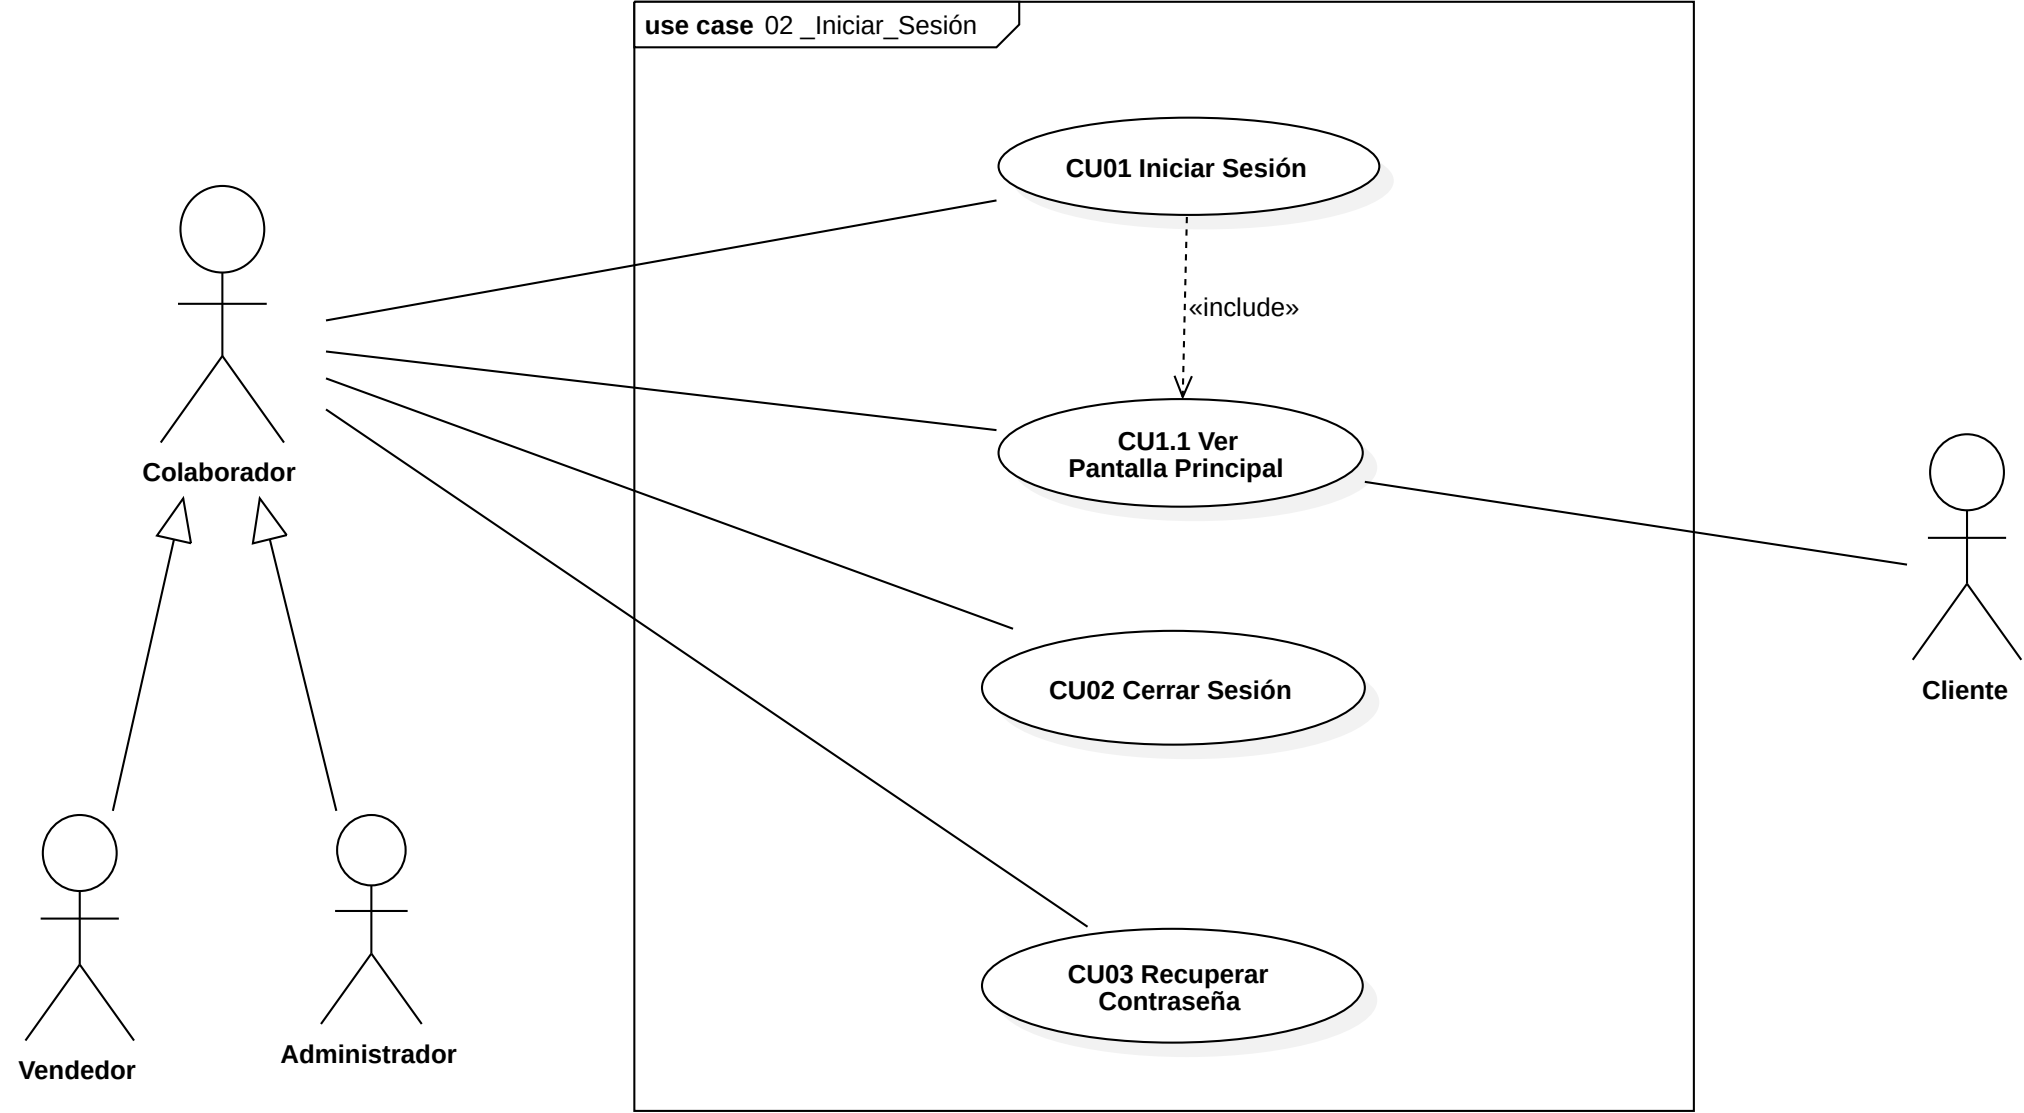 use case 02 _Iniciar_Sesión
CU01 Iniciar Sesión
«include»
CU1.1 Ver
Pantalla Principal
Colaborador
CU02 Cerrar Sesión
Cliente
CU03 Recuperar
Contraseña
Vendedor
Administrador